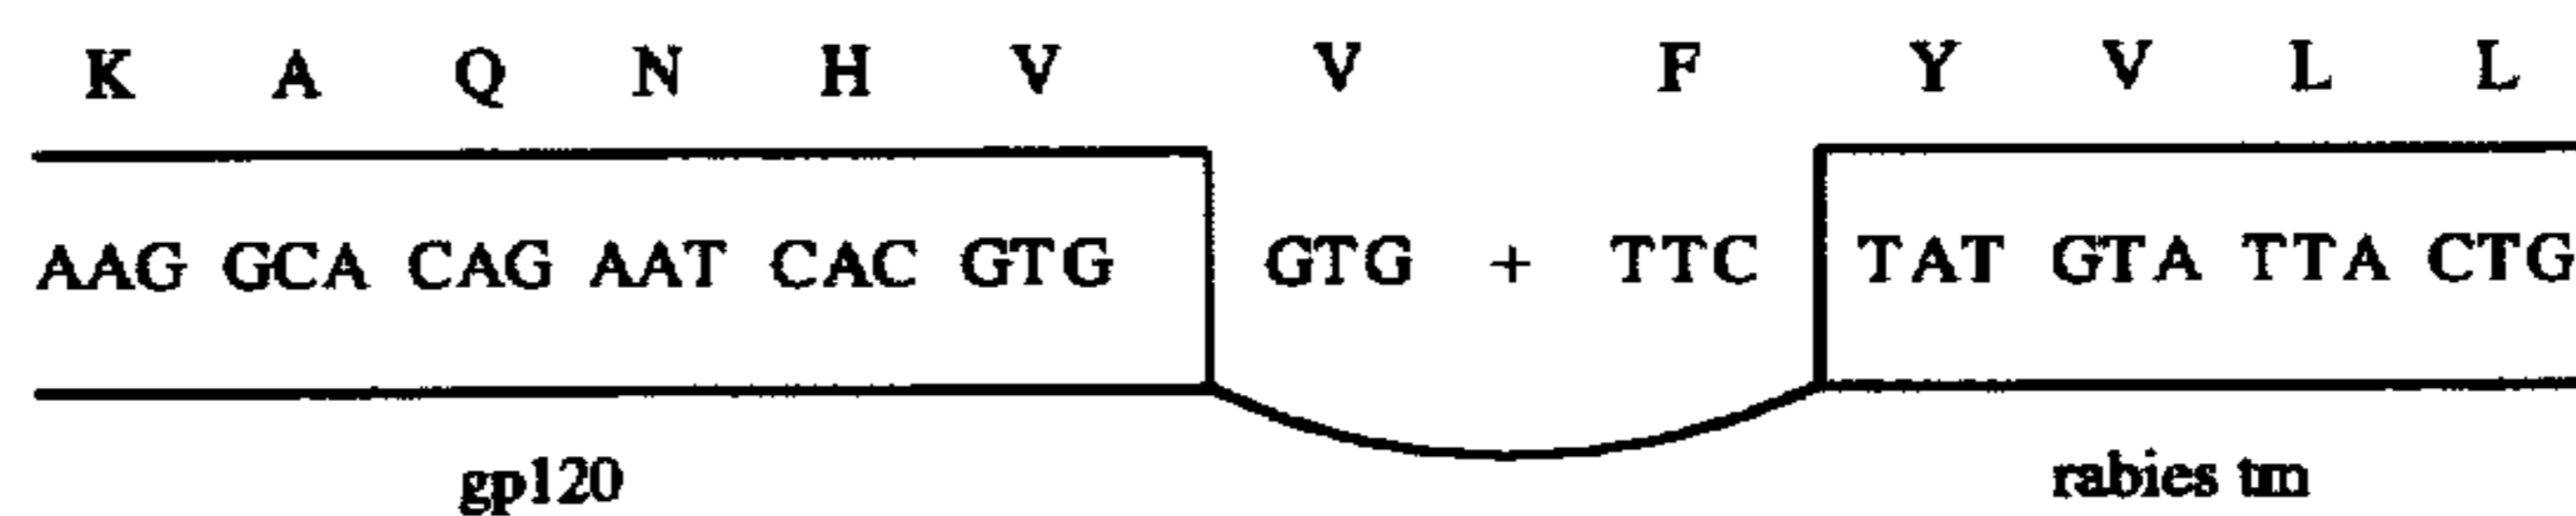 K A Q N H V V F Y V L L
AAG GCA CAG AAT CAC GTG GTG + TTC TAT GTA TTA CTG
gp120 rabies tm